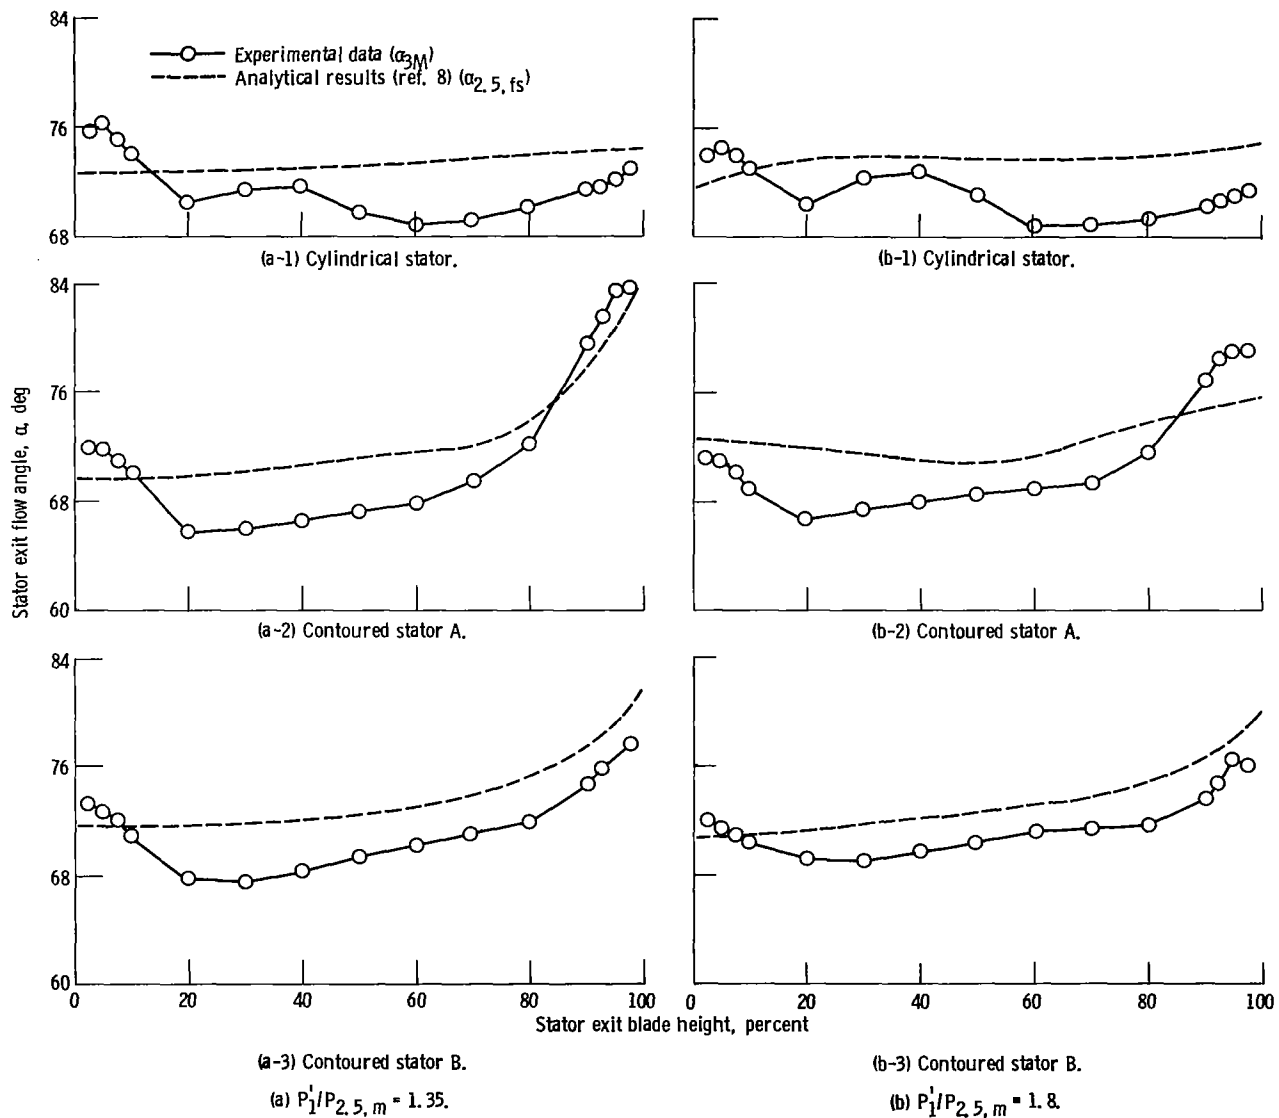 84
76
68
Experimental data (α3M)
Analytical results (ref. 8) (α2.5, fs)
(a-1) Cylindrical stator.
(b-1) Cylindrical stator.
84
76
68
60
(a-2) Contoured stator A.
(b-2) Contoured stator A.
Stator exit flow angle, α, deg
84
76
68
60
0 20 40 60 80 100
0 20 40 60 80 100
Stator exit blade height, percent
(a-3) Contoured stator B.
(b-3) Contoured stator B.
(a) P'1/P2.5, m = 1.35.
(b) P'1/P2.5, m = 1.8.